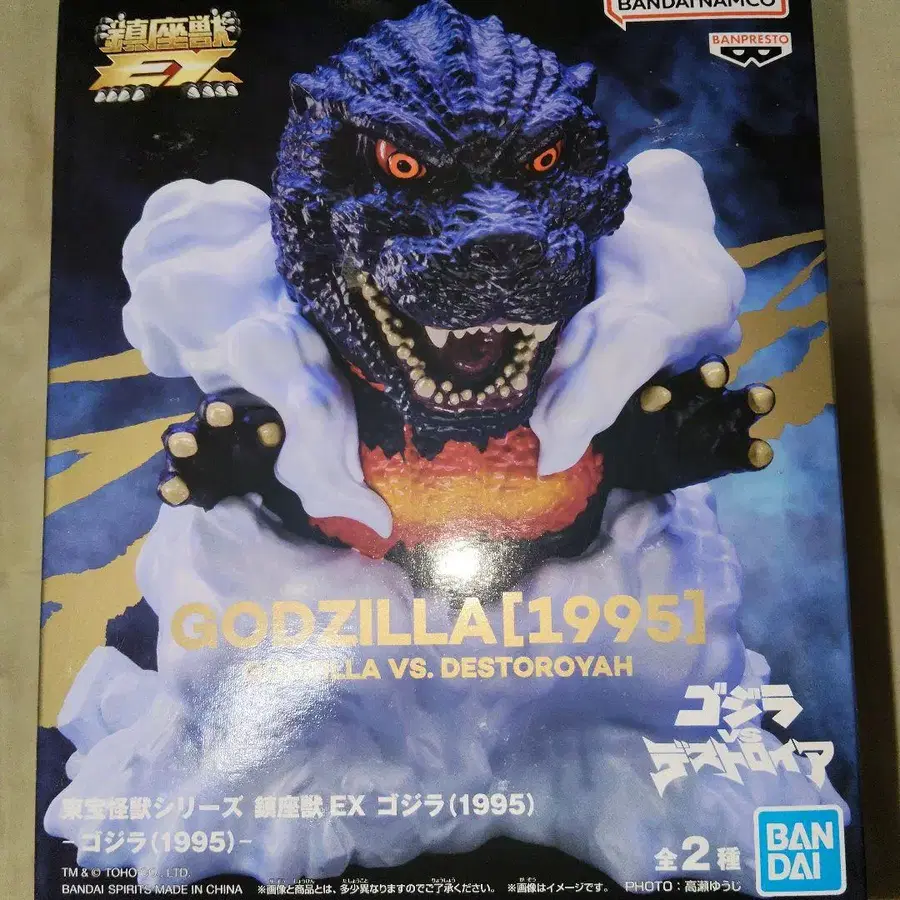 BANDAI NAMCO
鎮座獣
EX
BANPRESTO
GODZILLA[1995]
GODZILLA VS. DESTOROYAH
ゴジラ
VS
デストロイア
東宝怪獣シリーズ 鎮座獣EX ゴジラ(1995)
-ゴジラ(1995)-
全2種
BAN
DAI
TM & © TOHO CO., LTD.
BANDAI SPIRITS MADE IN CHINA ※画像と商品とは、多少異なりますのでご了承ください。 ※画像はイメージです。 PHOTO：高瀬ゆうじ